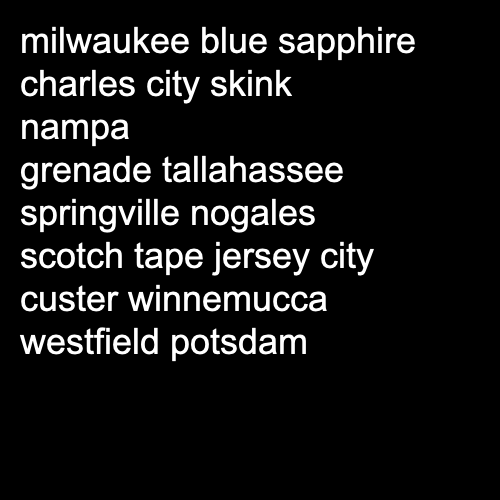 milwaukee blue sapphire
charles city skink
nampa
grenade tallahassee
springville nogales
scotch tape jersey city
custer winnemucca
westfield potsdam